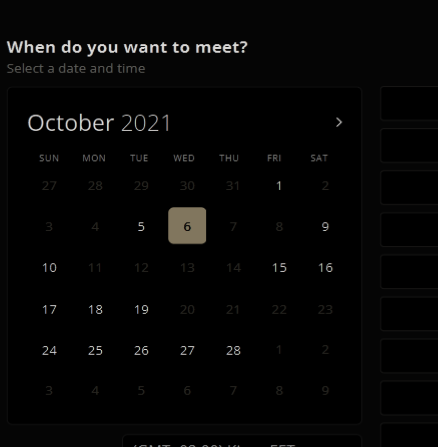 When do you want to meet?
Select a date and time
October 2021
SUN MON TUE WED THU FRI SAT
27 28 29 30 31 1 2
3 4 5 6 7 8 9
10 11 12 13 14 15 16
17 18 19 20 21 22 23
24 25 26 27 28 1 2
3 4 5 6 7 8 9